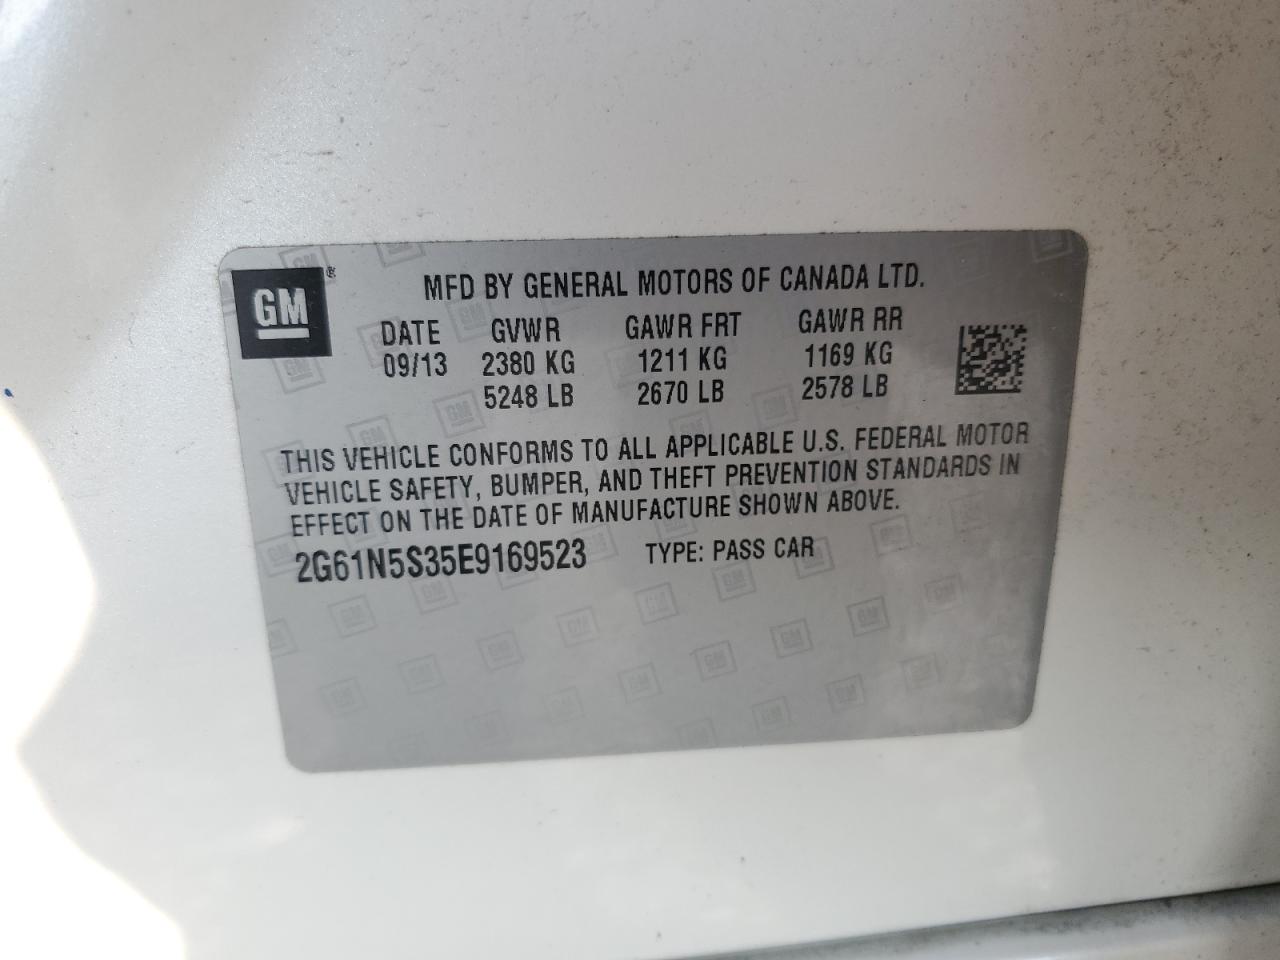 GM®
MFD BY GENERAL MOTORS OF CANADA LTD.
DATE GVWR GAWR FRT GAWR RR
09/13 2380 KG 1211 KG 1169 KG
5248 LB 2670 LB 2578 LB
THIS VEHICLE CONFORMS TO ALL APPLICABLE U.S. FEDERAL MOTOR
VEHICLE SAFETY, BUMPER, AND THEFT PREVENTION STANDARDS IN
EFFECT ON THE DATE OF MANUFACTURE SHOWN ABOVE.
2G61N5S35E9169523 TYPE: PASS CAR